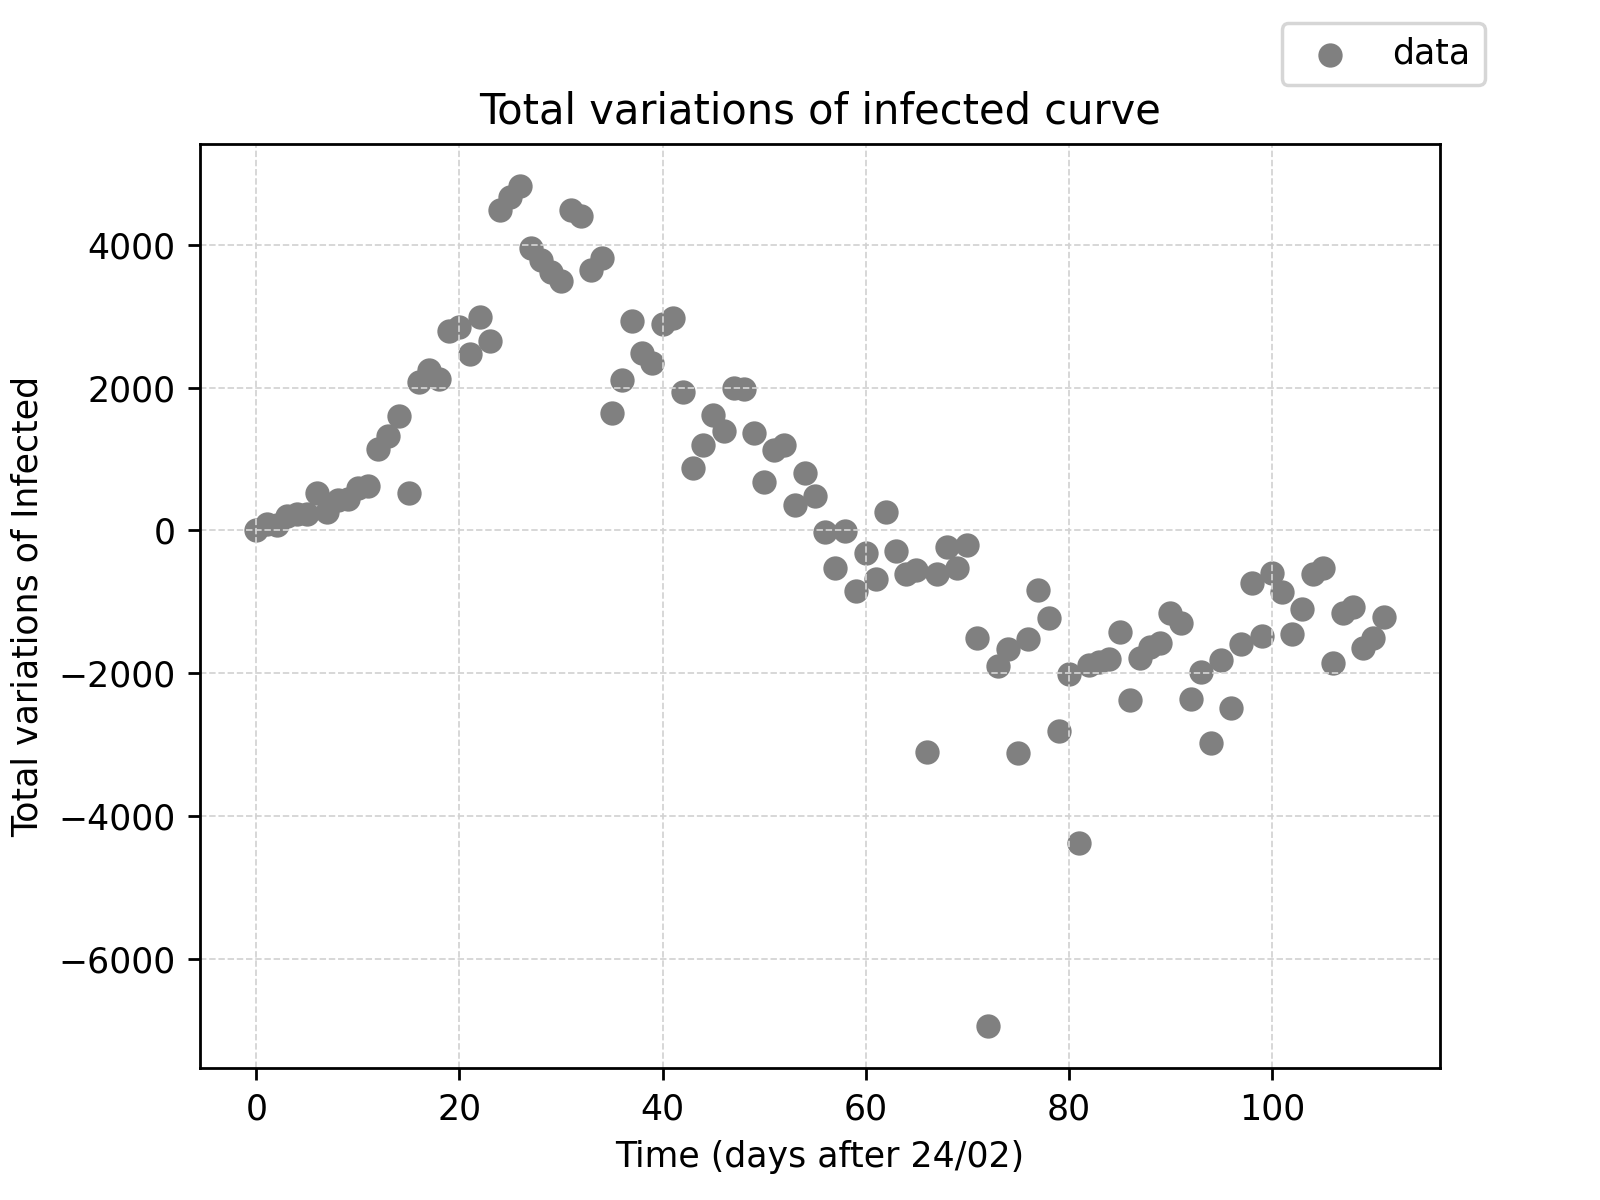 data
Total variations of infected curve
Total variations of Infected
4000
2000
0
−2000
−4000
−6000
0 20 40 60 80 100
Time (days after 24/02)